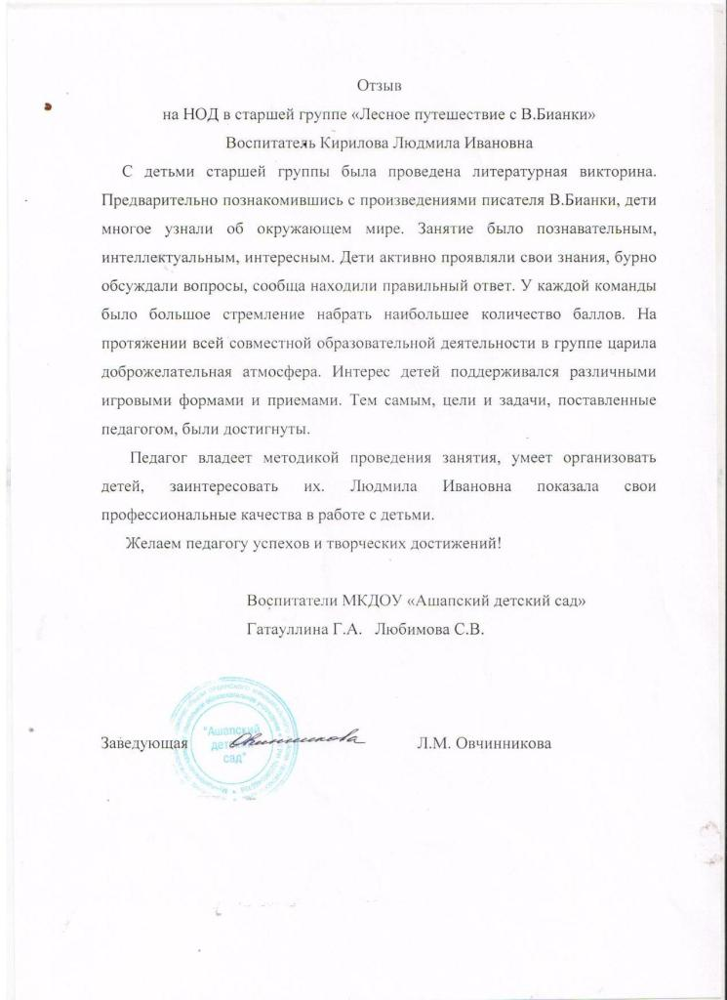 Отзыв
на НОД в старшей группе «Лесное путешествие с В.Бианки»
Воспитатель Кирилова Людмила Ивановна
С детьми старшей группы была проведена литературная викторина.
Предварительно познакомившись с произведениями писателя В.Бианки, дети
многое узнали об окружающем мире. Занятие было познавательным,
интеллектуальным, интересным. Дети активно проявляли свои знания, бурно
обсуждали вопросы, сообща находили правильный ответ. У каждой команды
было большое стремление набрать наибольшее количество баллов. На
протяжении всей совместной образовательной деятельности в группе царила
доброжелательная атмосфера. Интерес детей поддерживался различными
игровыми формами и приемами. Тем самым, цели и задачи, поставленные
педагогом, были достигнуты.
Педагог владеет методикой проведения занятия, умеет организовать
детей, заинтересовать их. Людмила Ивановна показала свои
профессиональные качества в работе с детьми.
Желаем педагогу успехов и творческих достижений!
Воспитатели МКДОУ «Ашапский детский сад»
Гатауллина Г.А. Любимова С.В.
"Ашапский
сад"
Заведующая Овчинникова Л.М. Овчинникова